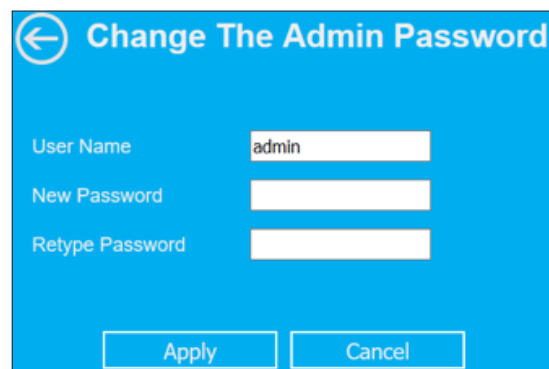 Change The Admin Password
User Name admin
New Password
Retype Password
Apply Cancel